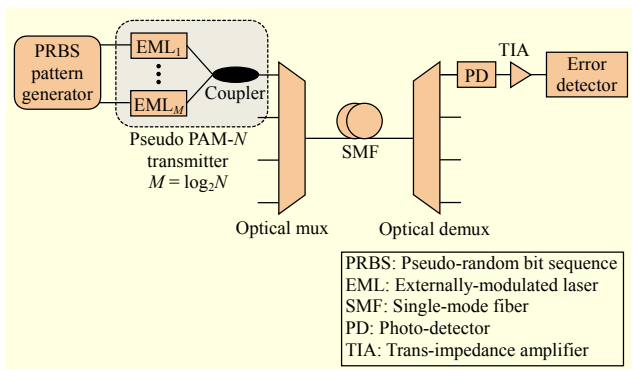 PRBS
pattern
generator
EML₁
EML_M
Coupler
Pseudo PAM-N
transmitter
M = log₂N
Optical mux
SMF
Optical demux
PD
TIA
Error
detector
PRBS: Pseudo-random bit sequence
EML: Externally-modulated laser
SMF: Single-mode fiber
PD: Photo-detector
TIA: Trans-impedance amplifier